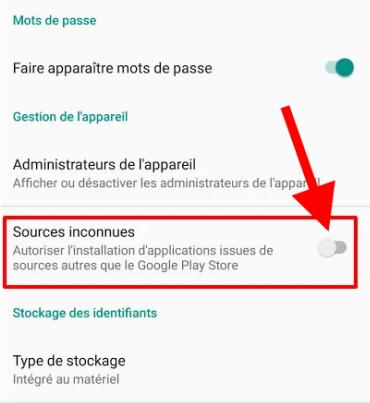 Mots de passe
Faire apparaître mots de passe
Gestion de l'appareil
Administrateurs de l'appareil
Afficher ou désactiver les administrateurs de l'appareil
Sources inconnues
Autoriser l'installation d'applications issues de
sources autres que le Google Play Store
Stockage des identifiants
Type de stockage
Intégré au matériel